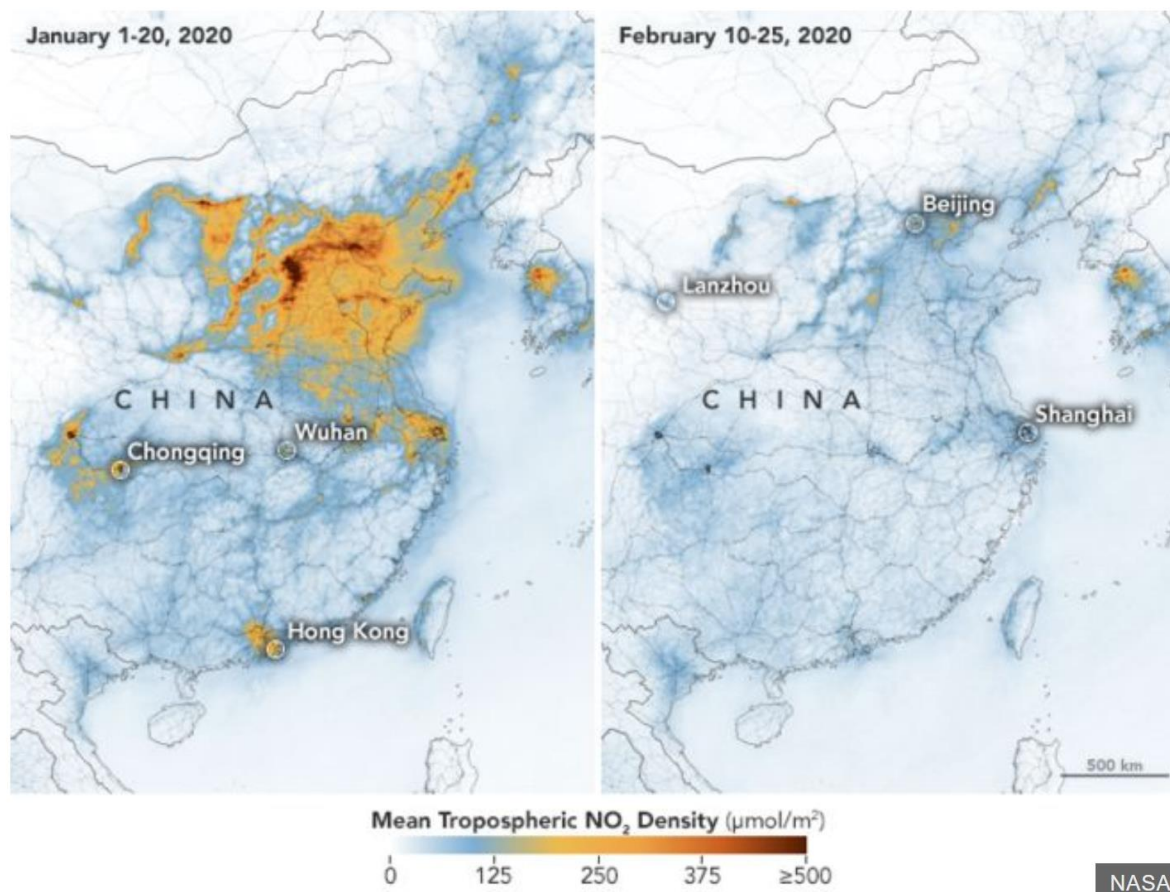 January 1-20, 2020
CHINA
Wuhan
Chongqing
Hong Kong
February 10-25, 2020
Beijing
Lanzhou
CHINA
Shanghai
500 km
Mean Tropospheric NO₂ Density (μmol/m²)
0 125 250 375 ≥500
NASA